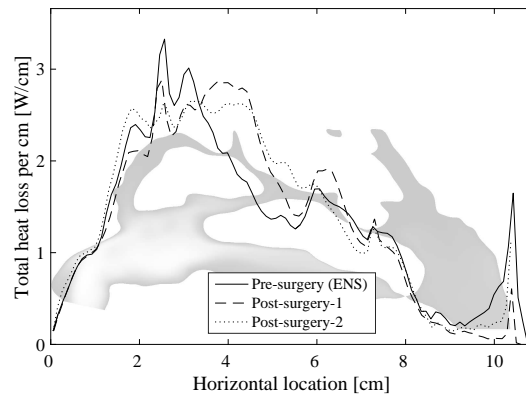 Total heat loss per cm [W/cm]
3
2
1
0
Pre-surgery (ENS)
Post-surgery-1
Post-surgery-2
0 2 4 6 8 10
Horizontal location [cm]